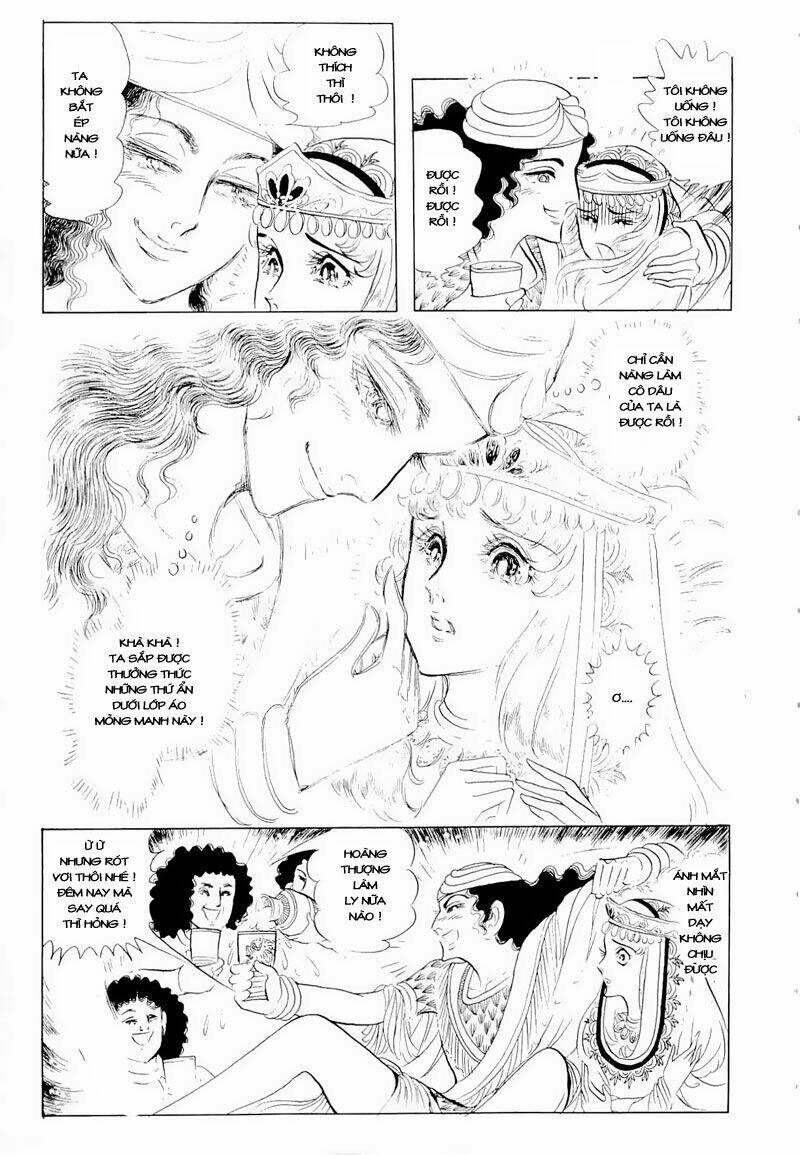 KHÔNG
THÍCH
THÌ
THÔI !
TA
KHÔNG
BẮT
ÉP
NÀNG
NỮA !
TÔI KHÔNG
UỐNG !
TÔI KHÔNG
UỐNG ĐÂU !
ĐƯỢC
RỒI !
ĐƯỢC
RỒI !
CHỈ CẦN
NÀNG LÀM
CÔ DÂU
CỦA TA LÀ
ĐƯỢC RỒI !
KHÀ KHÀ !
TA SẮP ĐƯỢC
THƯỞNG THỨC
NHỮNG THỨ ẨN
DƯỚI LỚP ÁO
MỎNG MANH NÀY !
Ơ....
Ừ Ừ
NHƯNG RÓT
VƠI THÔI NHÉ !
ĐÊM NAY MÀ
SAY QUÁ
THÌ HỎNG !
HOÀNG
THƯỢNG
LÀM
LY NỮA
NÀO !
ÁNH MẮT
NHÌN
MẤT
DẠY
KHÔNG
CHỊU
ĐƯỢC